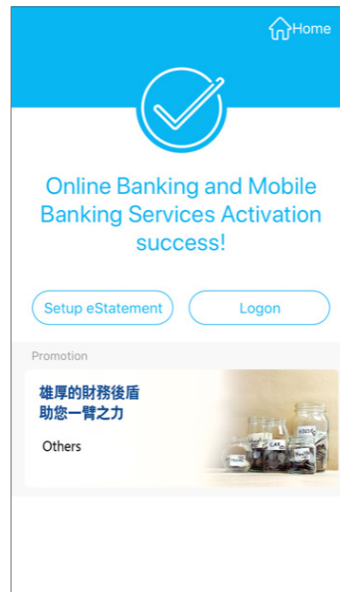 Home
Online Banking and Mobile
Banking Services Activation
success!
Setup eStatement
Logon
Promotion
雄厚的財務後盾
助您一臂之力
Others